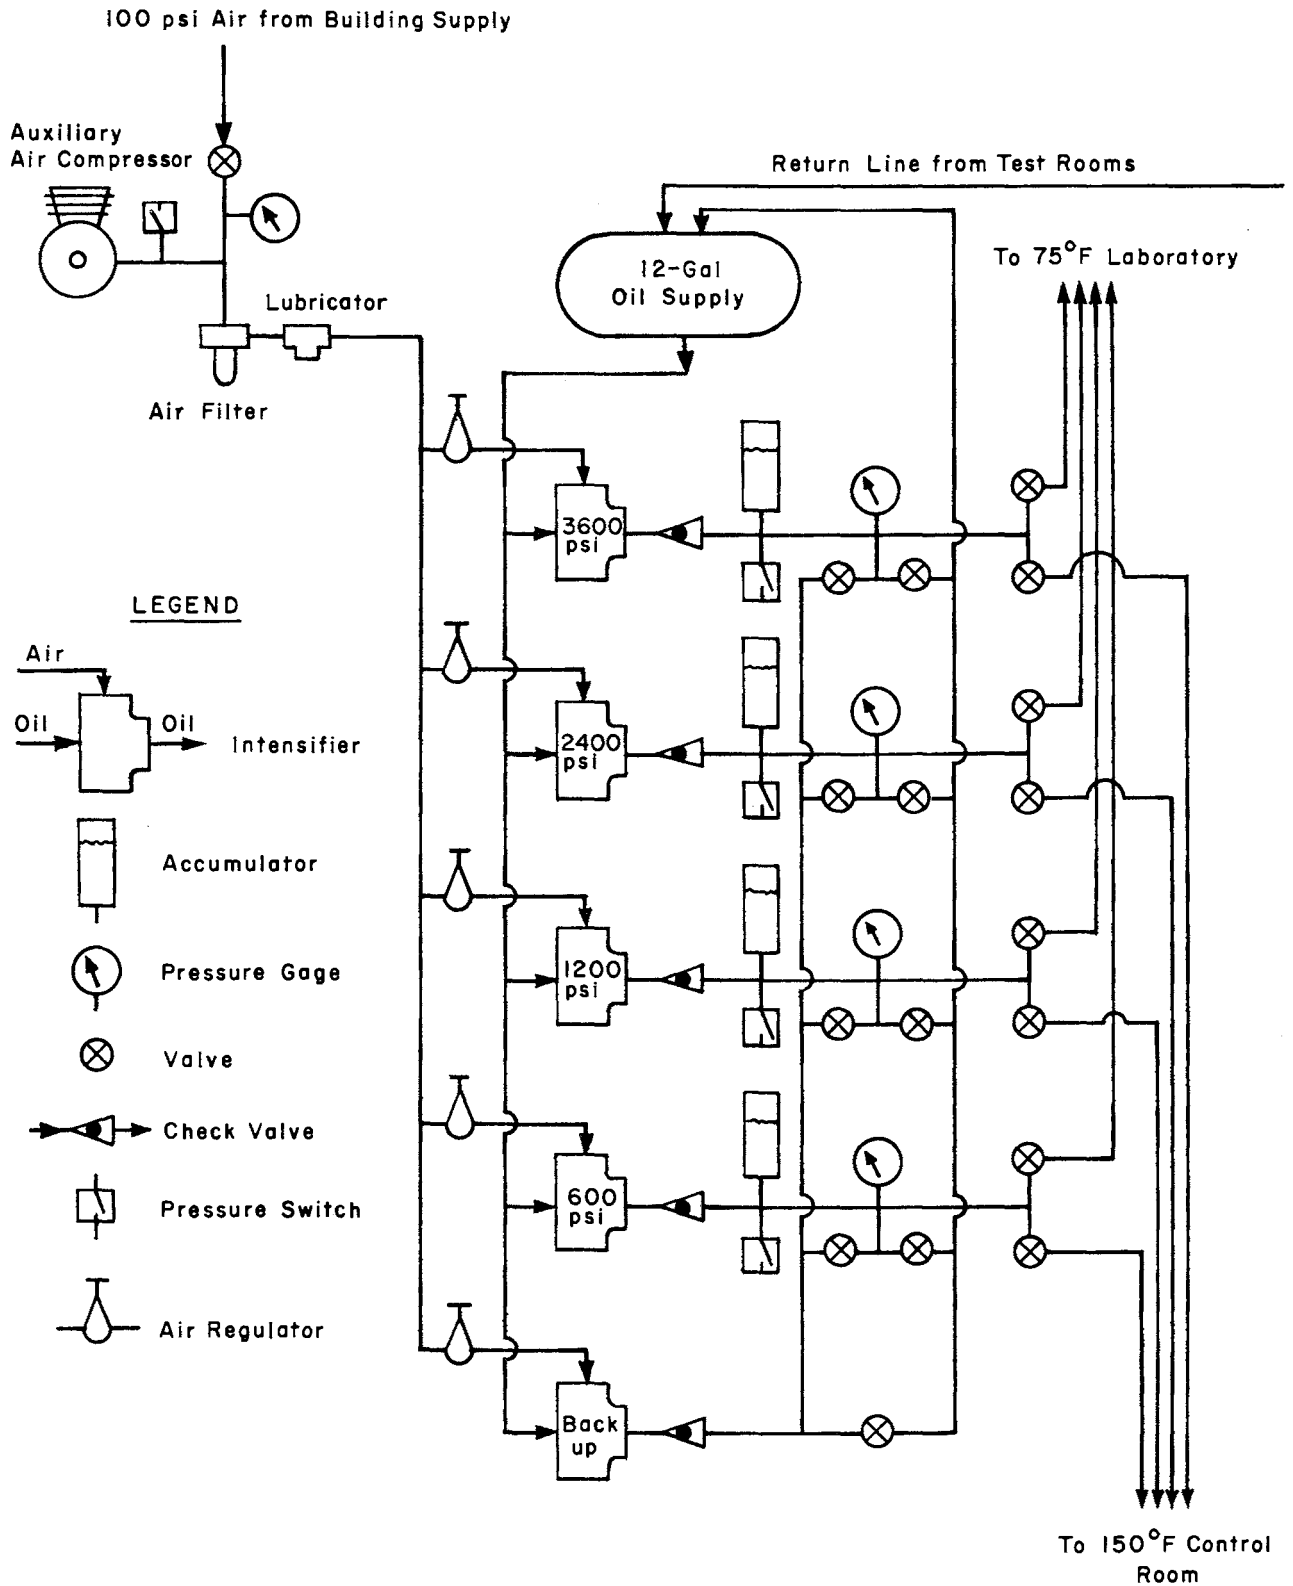 100 psi Air from Building Supply
Auxiliary
Air Compressor
Return Line from Test Rooms
12-Gal
Oil Supply
To 75°F Laboratory
Lubricator
Air Filter
3600
psi
LEGEND
Air
Oil
Oil
Intensifier
2400
psi
Accumulator
Pressure Gage
1200
psi
Valve
Check Valve
Pressure Switch
600
psi
Air Regulator
Back
up
To 150°F Control
Room